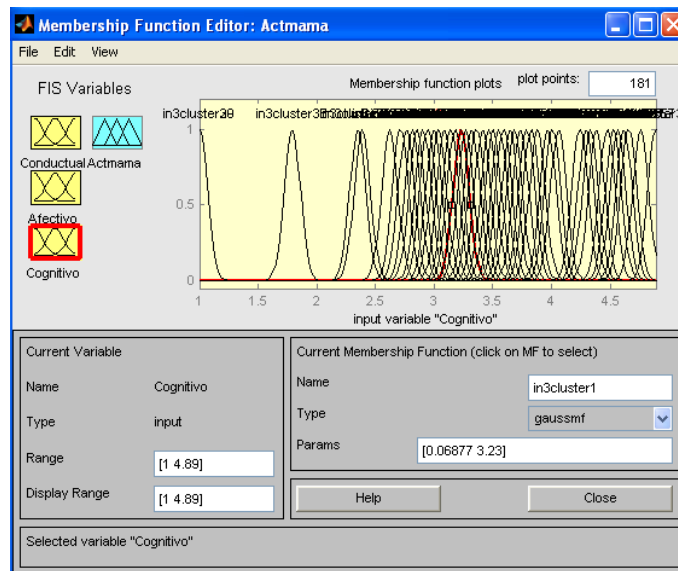 Membership Function Editor: Actmama
File Edit View
FIS Variables
Membership function plots plot points: 181
Conductual Actmama
Afectivo
Cognitivo
1
0.5
0
1 1.5 2 2.5 3 3.5 4 4.5
input variable "Cognitivo"
Current Variable
Name Cognitivo
Type input
Range [1 4.89]
Display Range [1 4.89]
Current Membership Function (click on MF to select)
Name in3cluster1
Type gaussmf
Params [0.06877 3.23]
Help Close
Selected variable "Cognitivo"